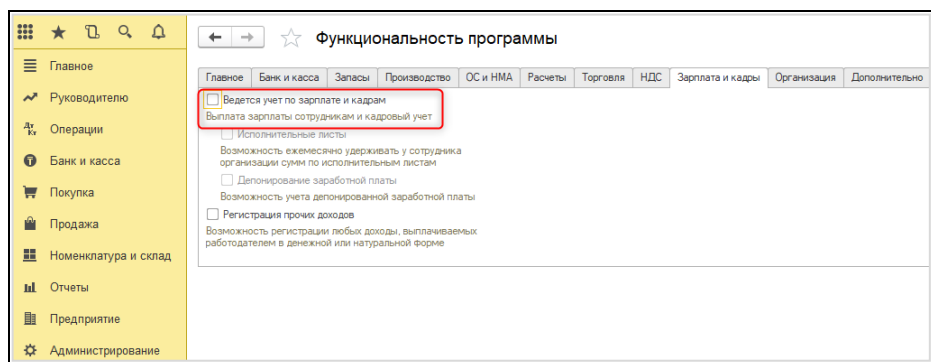 Функциональность программы
Главное
Руководителю
Операции
Банк и касса
Покупка
Продажа
Номенклатура и склад
Отчеты
Предприятие
Администрирование
Главное Банк и касса Запасы Производство ОС и НМА Расчеты Торговля НДС Зарплата и кадры Организация Дополнительно
Ведется учет по зарплате и кадрам
Выплата зарплаты сотрудникам и кадровый учет
Исполнительные листы
Возможность ежемесячно удерживать у сотрудника
организации сумм по исполнительным листам
Депонирование заработной платы
Возможность учета депонированной заработной платы
Регистрация прочих доходов
Возможность регистрации любых доходы, выплачиваемых
работодателем в денежной или натуральной форме